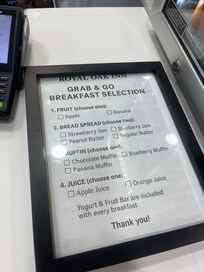 ROYAL OAK INN
GRAB & GO
BREAKFAST SELECTION
1. FRUIT (choose one):
Apple Banana
2. BREAD SPREAD (choose two):
Strawberry Jam Blueberry Jam
Peanut Butter Regular Butter
MUFFIN (choose one):
Chocolate Muffin Blueberry Muffin
Panana Muffin
4. JUICE (choose one):
Apple Juice Orange Juice
Yogurt & Fruit Bar are included
with every breakfast
Thank you!